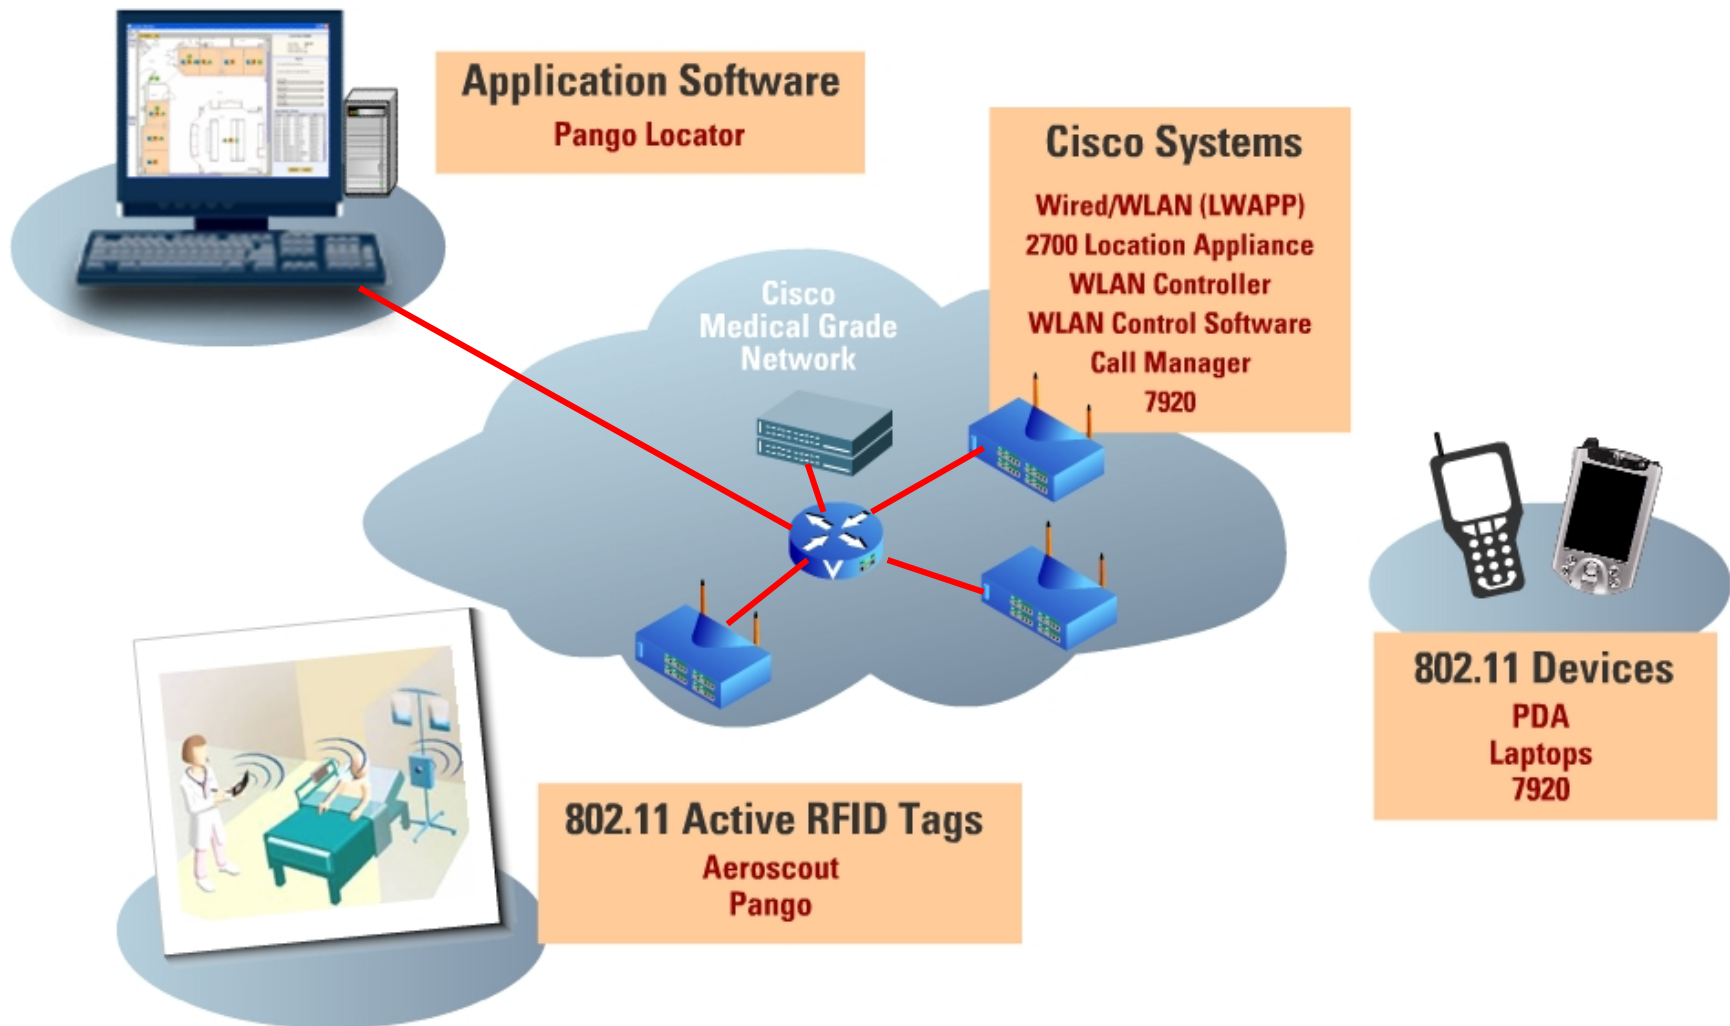 Application Software
Pango Locator
Cisco Systems
Wired/WLAN (LWAPP)
2700 Location Appliance
WLAN Controller
WLAN Control Software
Call Manager
7920
Cisco
Medical Grade
Network
V
802.11 Devices
PDA
Laptops
7920
802.11 Active RFID Tags
Aeroscout
Pango